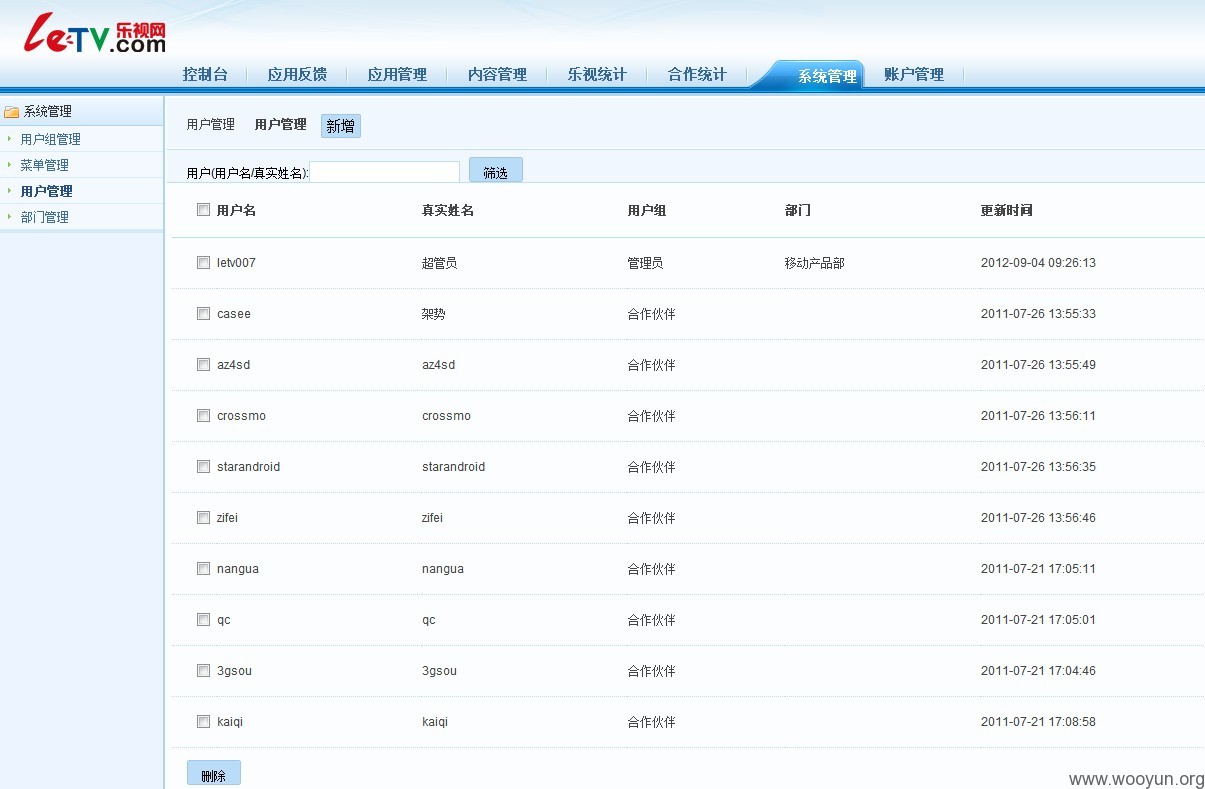 LeTV 乐视网
.com
控制台 应用反馈 应用管理 内容管理 乐视统计 合作统计 系统管理 账户管理
系统管理
用户组管理
菜单管理
用户管理
部门管理
用户管理 用户管理 新增
用户(用户名/真实姓名): 筛选
用户名 真实姓名 用户组 部门 更新时间
letv007 超管员 管理员 移动产品部 2012-09-04 09:26:13
casee 架势 合作伙伴 2011-07-26 13:55:33
az4sd az4sd 合作伙伴 2011-07-26 13:55:49
crossmo crossmo 合作伙伴 2011-07-26 13:56:11
starandroid starandroid 合作伙伴 2011-07-26 13:56:35
zifei zifei 合作伙伴 2011-07-26 13:56:46
nangua nangua 合作伙伴 2011-07-21 17:05:11
qc qc 合作伙伴 2011-07-21 17:05:01
3gsou 3gsou 合作伙伴 2011-07-21 17:04:46
kaiqi kaiqi 合作伙伴 2011-07-21 17:08:58
删除
www.wooyun.org